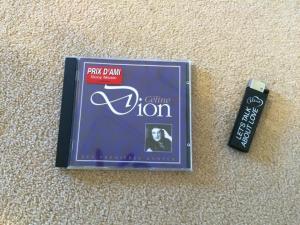 PRIX D'AMI
Sony Music
Céline
Dion
LET'S TALK
ABOUT LOVE